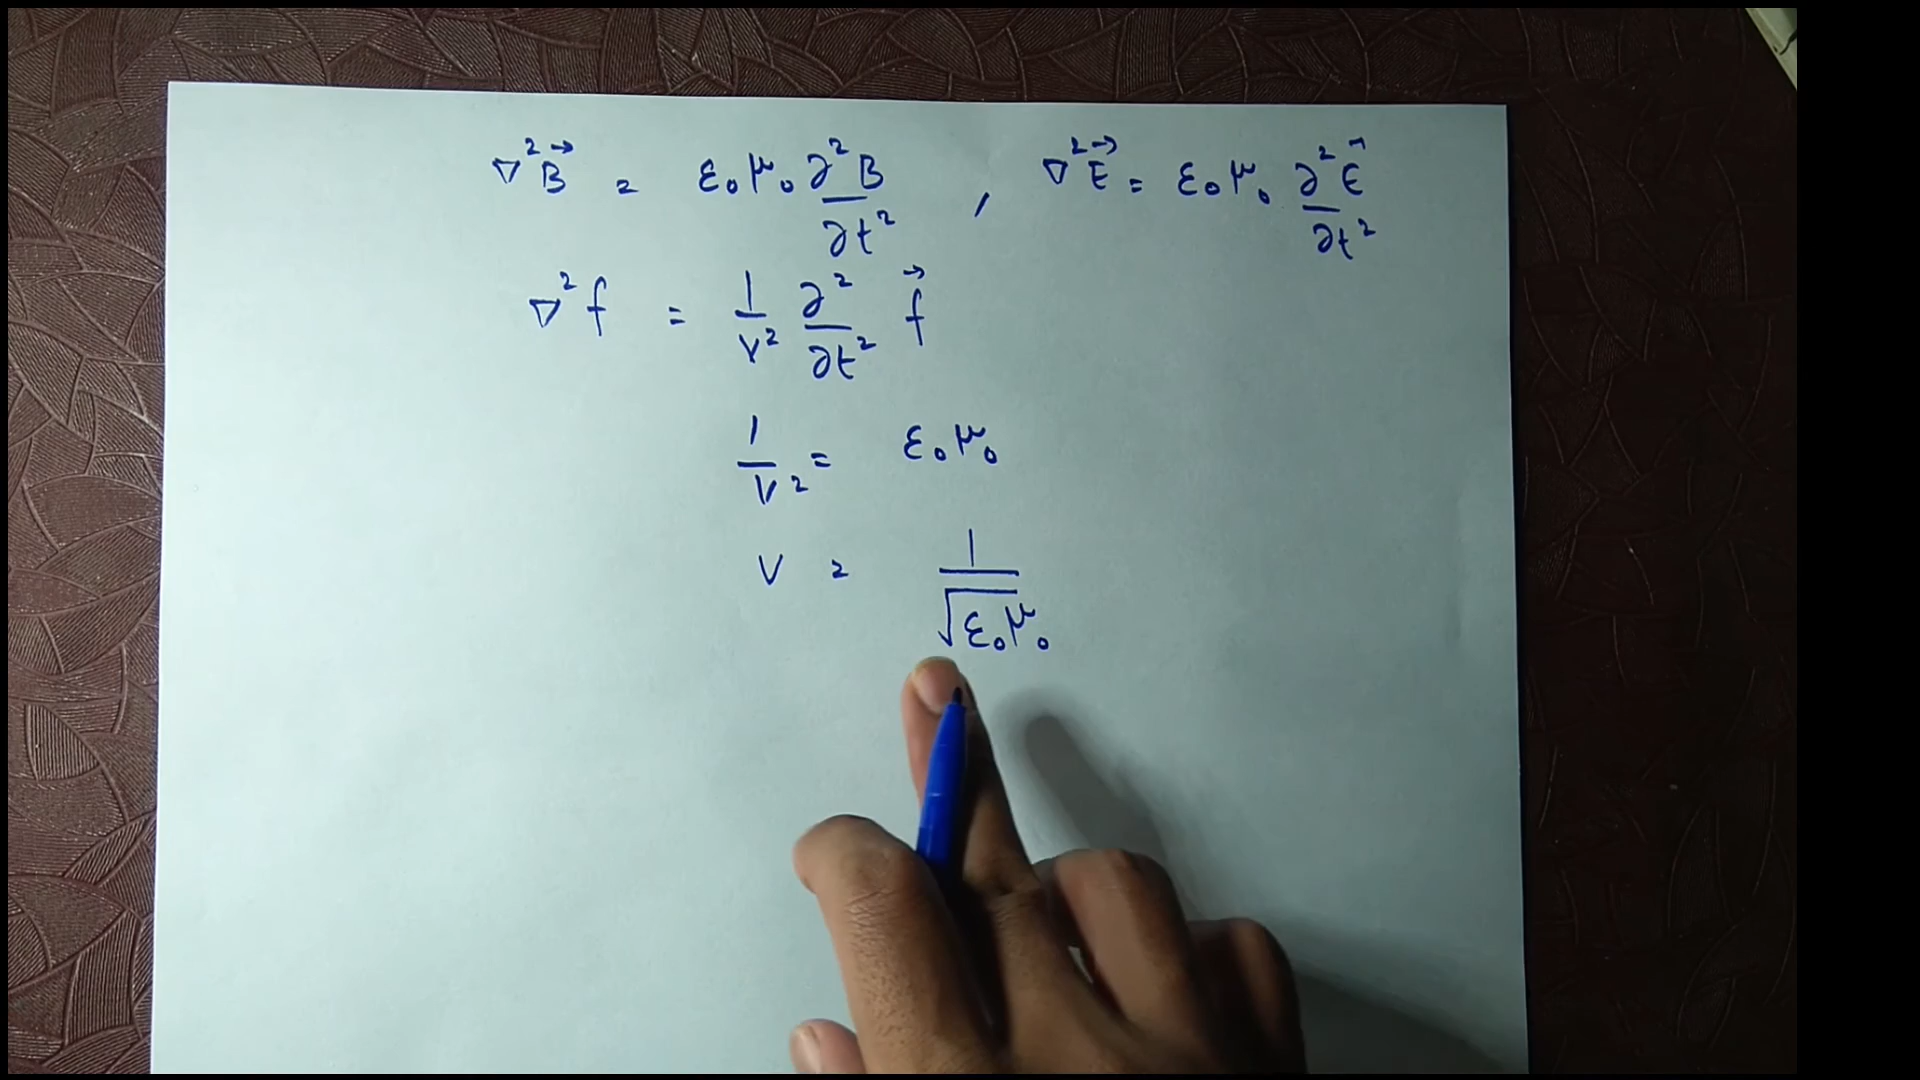 ∇²B⃗ = ε₀μ₀ ∂²B/∂t² , ∇²E⃗ = ε₀μ₀ ∂²E⃗/∂t²
∇²f = 1/v² ∂²/∂t² f⃗
1/v² = ε₀μ₀
v = 1/√ε₀μ₀